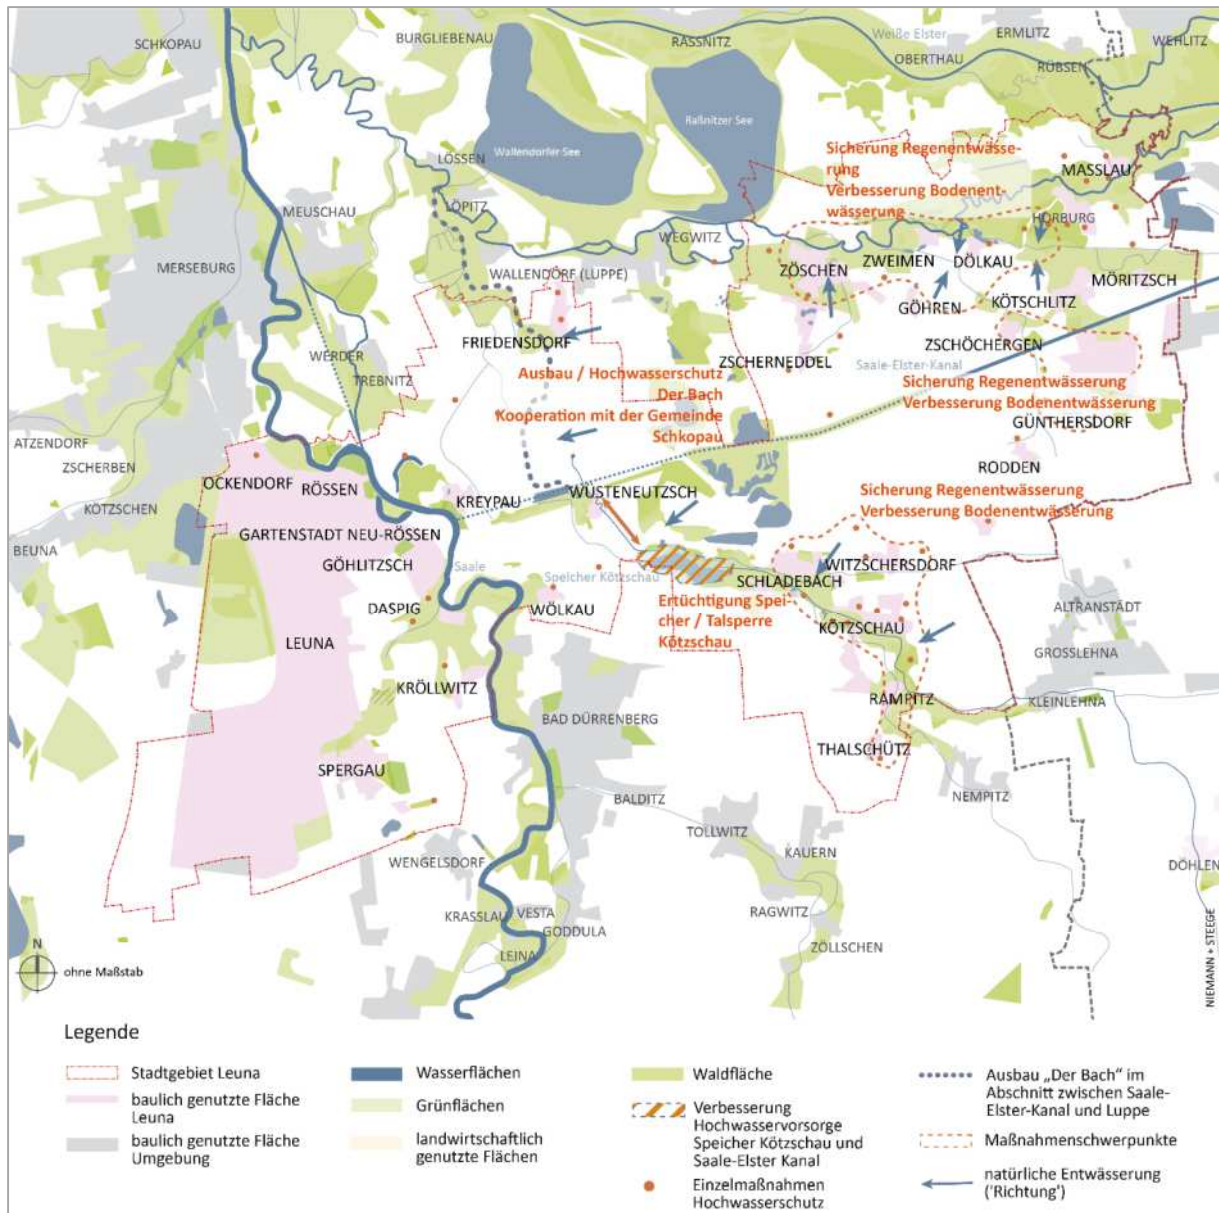 SCHKOPAU
BURGLIEBENAU
RASSNITZ
Weiße Elster
ERMLITZ
WEHLITZ
OBERTHAU
RÜBSEN
Raßnitzer See
Wallendorfer See
LÖSSEN
LÖPITZ
Sicherung Regenentwässe-
rung
Verbesserung Bodenent-
wässerung
MASSLAU
MEUSCHAU
HORBURG
WEGWITZ
MERSEBURG
WALLENDORF (LUPPE)
ZÖSCHEN
ZWEIMEN
DÖLKAU
MÖRITZSCH
GÖHREN
KÖTSCHLITZ
FRIEDENSDORF
ZSCHÖCHERGEN
WERDER
TREBNITZ
ZSCHERNEDDEL
Saale-Elster-Kanal
Ausbau / Hochwasserschutz
Der Bach
Kooperation mit der Gemeinde
Schkopau
Sicherung Regenentwässerung
Verbesserung Bodenentwässerung
GÜNTHERSDORF
ATZENDORF
ZSCHERBEN
KÖTZSCHEN
BEUNA
OCKENDORF
RÖSSEN
KREYPAU
WÜSTENEUTZSCH
RODDEN
Sicherung Regenentwässerung
Verbesserung Bodenentwässerung
GARTENSTADT NEU-RÖSSEN
GÖHLITZSCH
Saale
Speicher Kötzschau
SCHLADEBACH
WITZSCHERSDORF
DASPIG
WÖLKAU
Ertüchtigung Spei-
cher / Talsperre
Kötzschau
ALTRANSTÄDT
LEUNA
KÖTZSCHAU
GROSSLEHNA
KRÖLLWITZ
BAD DÜRRENBERG
RAMPITZ
KLEINLEHNA
THALSCHÜTZ
SPERGAU
BALDITZ
NEMPITZ
TOLLWITZ
KAUERN
WENGELSDORF
DÖHLEN
KRASSLAU
VESTA
GODDULA
RAGWITZ
ZÖLLSCHEN
LEINA
N
ohne Maßstab
NIEMANN + STEEGE
Legende
Stadtgebiet Leuna
baulich genutzte Fläche
Leuna
baulich genutzte Fläche
Umgebung
Wasserflächen
Grünflächen
landwirtschaftlich
genutzte Flächen
Waldfläche
Verbesserung
Hochwasservorsorge
Speicher Kötzschau und
Saale-Elster Kanal
Einzelmaßnahmen
Hochwasserschutz
Ausbau „Der Bach“ im
Abschnitt zwischen Saale-
Elster-Kanal und Luppe
Maßnahmenschwerpunkte
natürliche Entwässerung
('Richtung')